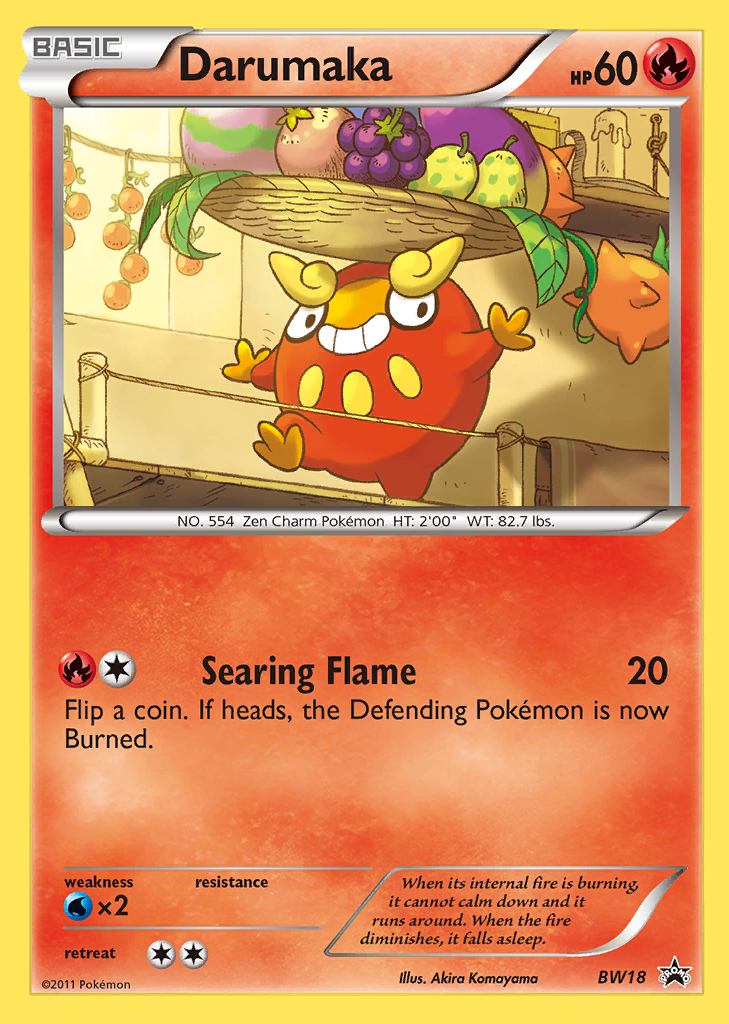 BASIC
Darumaka
HP60
NO. 554 Zen Charm Pokémon HT: 2'00" WT: 82.7 lbs.
Searing Flame 20
Flip a coin. If heads, the Defending Pokémon is now
Burned.
weakness resistance
×2
retreat
When its internal fire is burning,
it cannot calm down and it
runs around. When the fire
diminishes, it falls asleep.
©2011 Pokémon
Illus. Akira Komayama
BW18
PROMO